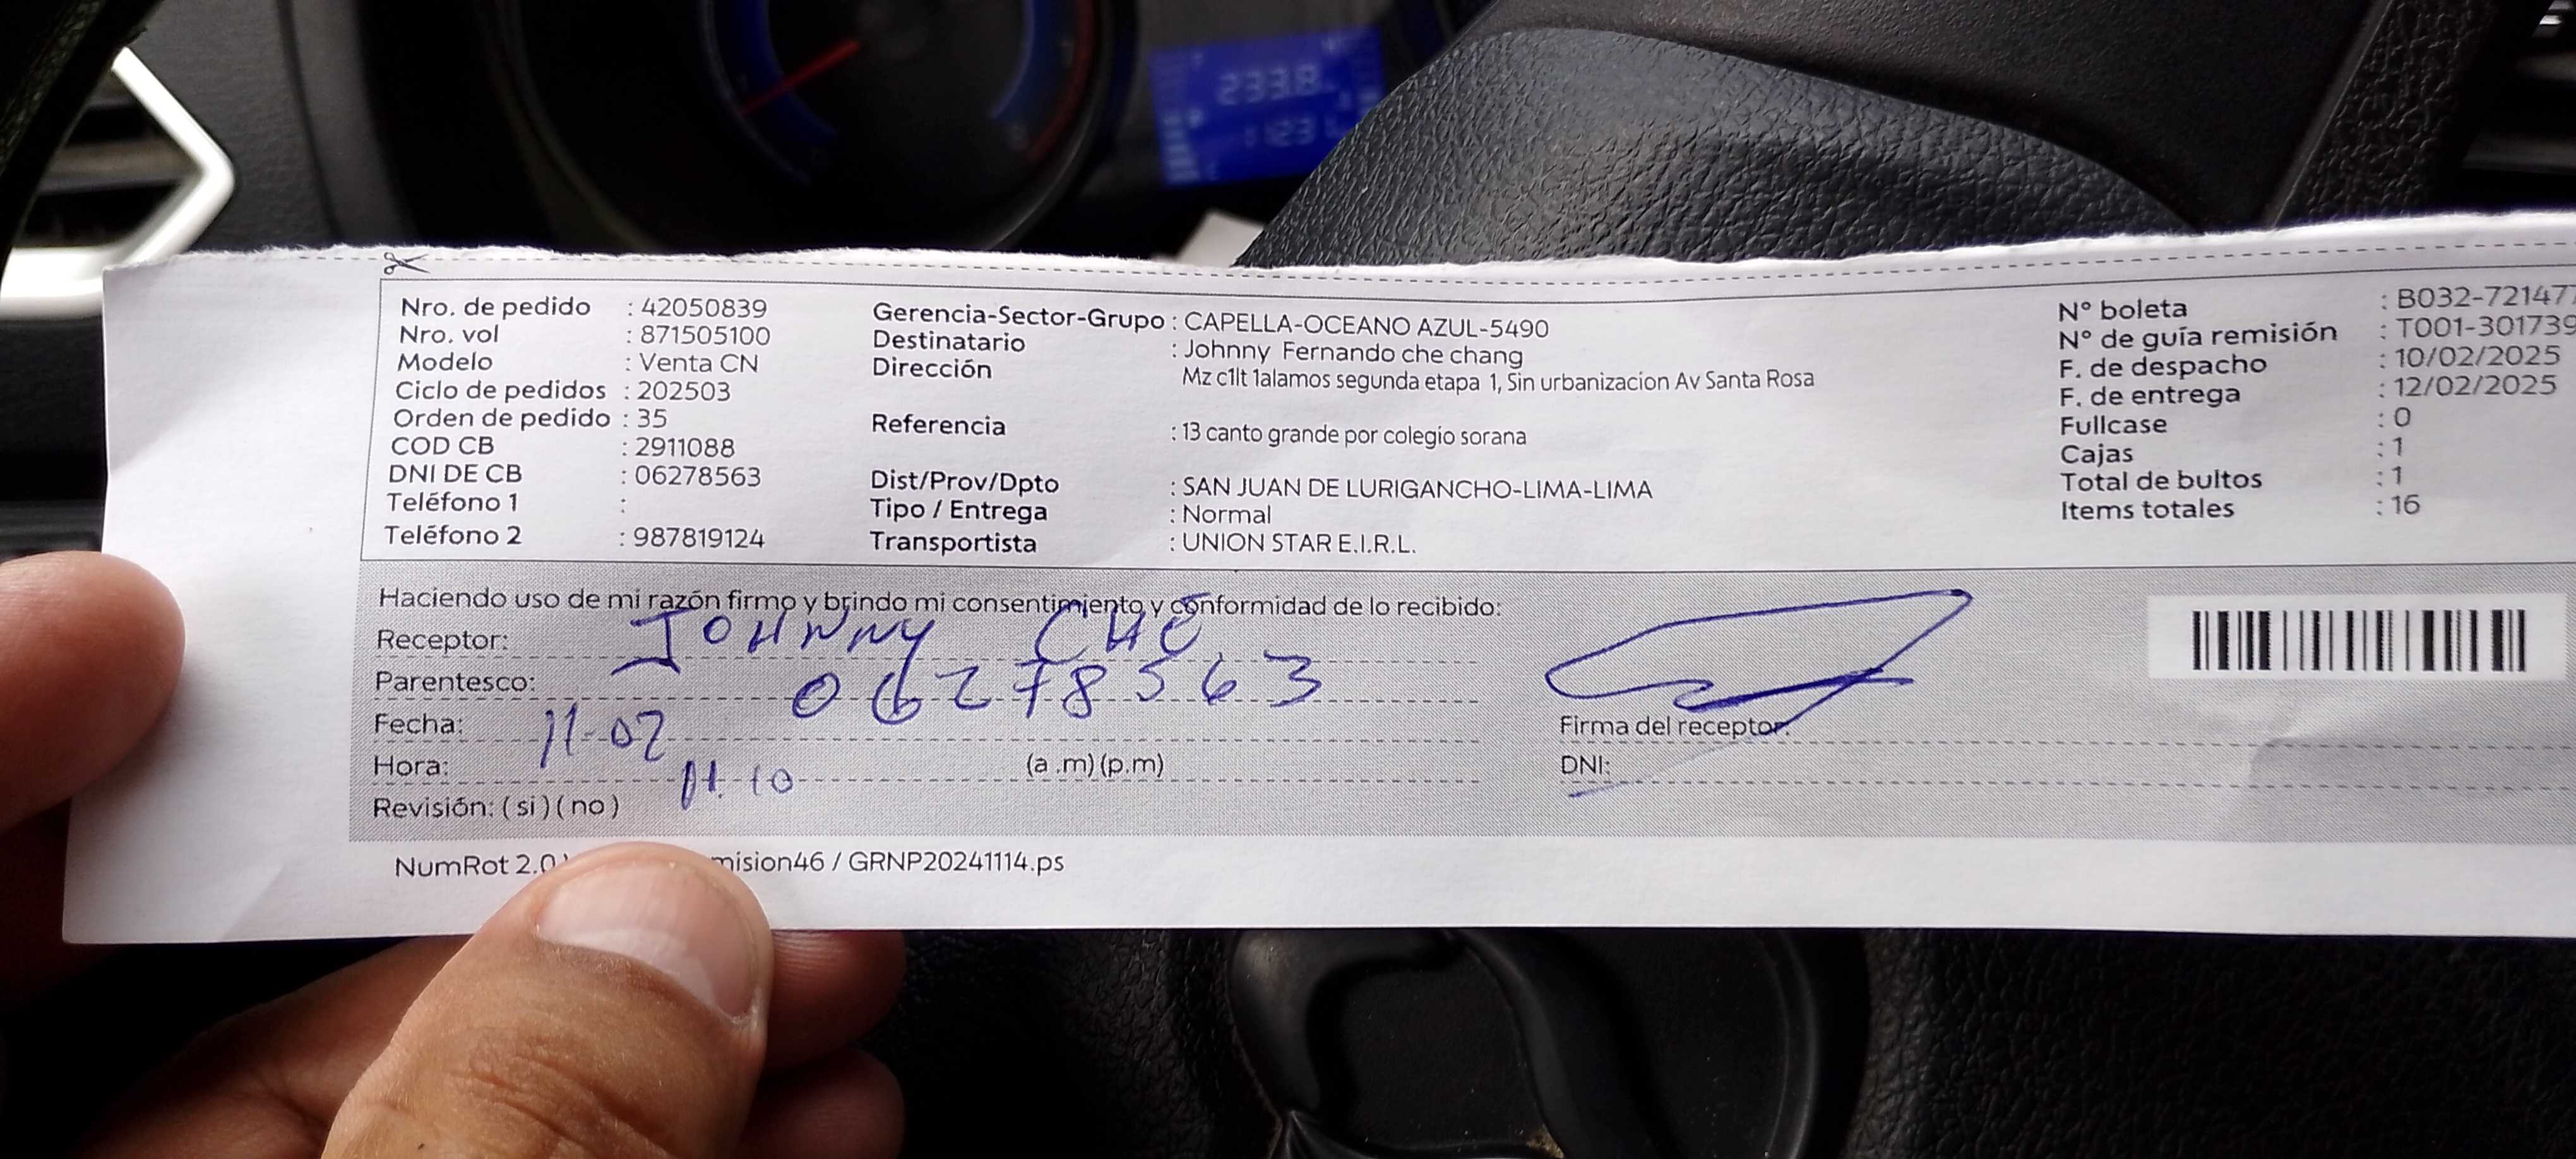 233.8
Nro. de pedido : 42050839
Nro. vol : 871505100
Modelo : Venta CN
Ciclo de pedidos : 202503
Orden de pedido : 35
COD CB : 2911088
DNI DE CB : 06278563
Teléfono 1 :
Teléfono 2 : 987819124
Gerencia-Sector-Grupo : CAPELLA-OCEANO AZUL-5490
Destinatario : Johnny Fernando che chang
Dirección Mz c1lt 1alamos segunda etapa 1, Sin urbanizacion Av Santa Rosa
Referencia : 13 canto grande por colegio sorana
Dist/Prov/Dpto : SAN JUAN DE LURIGANCHO-LIMA-LIMA
Tipo / Entrega : Normal
Transportista : UNION STAR E.I.R.L.
N° boleta : B032-721477
N° de guía remisión : T001-301739
F. de despacho : 10/02/2025
F. de entrega : 12/02/2025
Fullcase : 0
Cajas : 1
Total de bultos : 1
Items totales : 16
Haciendo uso de mi razón firmo y brindo mi consentimiento y conformidad de lo recibido:
Receptor: JOHNNY CHE
Parentesco: 06278563
Fecha: 11-02
Hora: 11.10 (a .m) (p.m)
Revisión: ( si ) ( no )
Firma del receptor:
DNI:
NumRot 2.0 mision46 / GRNP20241114.ps